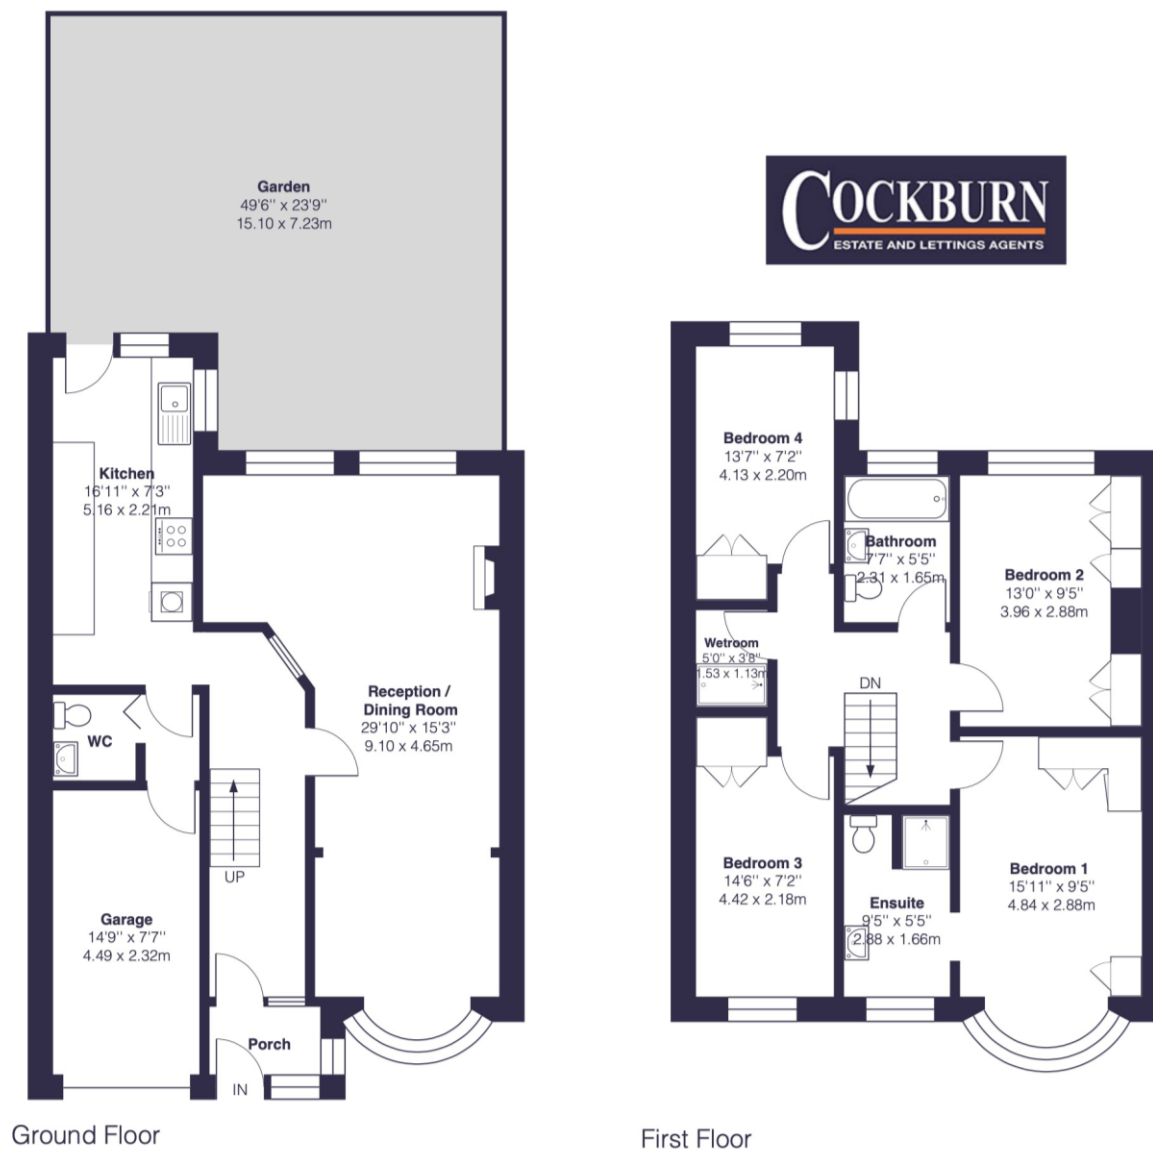 Garden
49'6'' x 23'9''
15.10 x 7.23m
COCKBURN
ESTATE AND LETTINGS AGENTS
Kitchen
16'11'' x 7'3''
5.16 x 2.21m
Reception /
Dining Room
29'10'' x 15'3''
9.10 x 4.65m
WC
UP
Garage
14'9'' x 7'7''
4.49 x 2.32m
Porch
IN
Ground Floor
Bedroom 4
13'7'' x 7'2''
4.13 x 2.20m
Bathroom
7'7'' x 5'5''
2.31 x 1.65m
Bedroom 2
13'0'' x 9'5''
3.96 x 2.88m
Wetroom
5'0'' x 3'8''
1.53 x 1.13m
DN
Bedroom 3
14'6'' x 7'2''
4.42 x 2.18m
Ensuite
9'5'' x 5'5''
2.88 x 1.66m
Bedroom 1
15'11'' x 9'5''
4.84 x 2.88m
First Floor